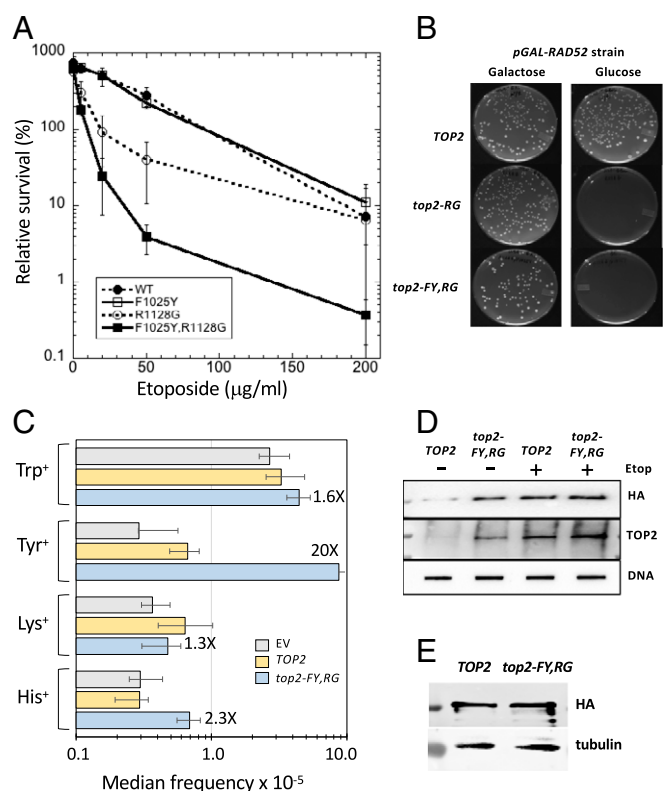 A
1000
100
10
1
0.1
Relative survival (%)
0
50
100
150
200
Etoposide (μg/ml)
WT
F1025Y
R1128G
F1025Y,R1128G
B
pGAL-RAD52 strain
Galactose Glucose
TOP2
top2-RG
top2-FY,RG
C
Trp⁺
1.6X
Tyr⁺
20X
Lys⁺
1.3X
His⁺
2.3X
EV
TOP2
top2-FY,RG
0.1 1.0 10.0
Median frequency x 10⁻⁵
D
TOP2 top2-FY,RG TOP2 top2-FY,RG
− − + + Etop
HA
TOP2
DNA
E
TOP2 top2-FY,RG
HA
tubulin